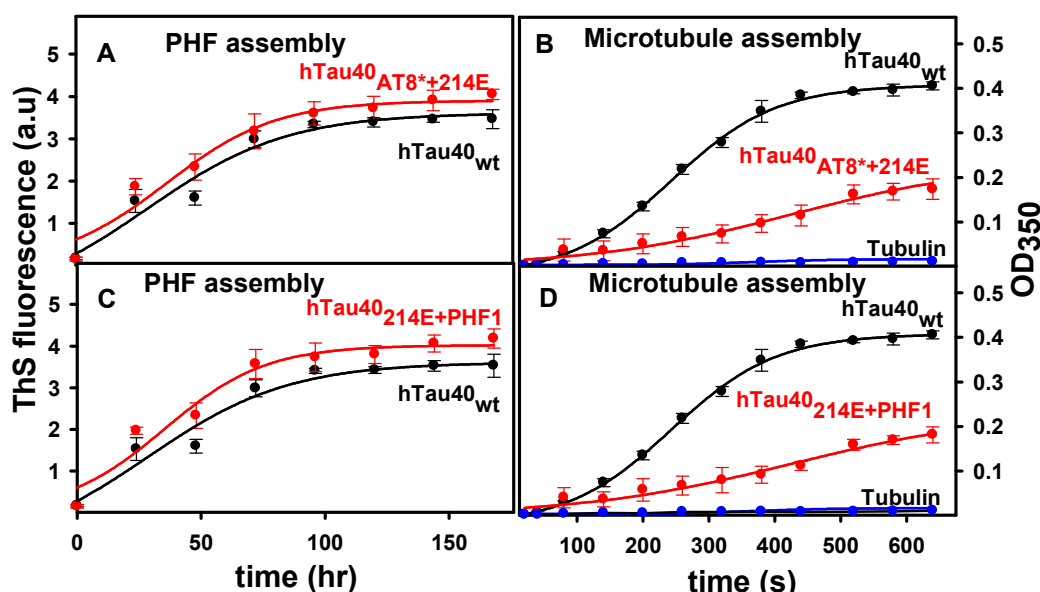 A PHF assembly
hTau40AT8*+214E
hTau40wt
5
4
3
2
1
B Microtubule assembly
hTau40wt
hTau40AT8*+214E
Tubulin
0.5
0.4
0.3
0.2
0.1
C PHF assembly
hTau40214E+PHF1
hTau40wt
5
4
3
2
1
D Microtubule assembly
hTau40wt
hTau40214E+PHF1
Tubulin
0.5
0.4
0.3
0.2
0.1
ThS fluorescence (a.u)
OD350
0 50 100 150
100 200 300 400 500 600
time (hr)
time (s)